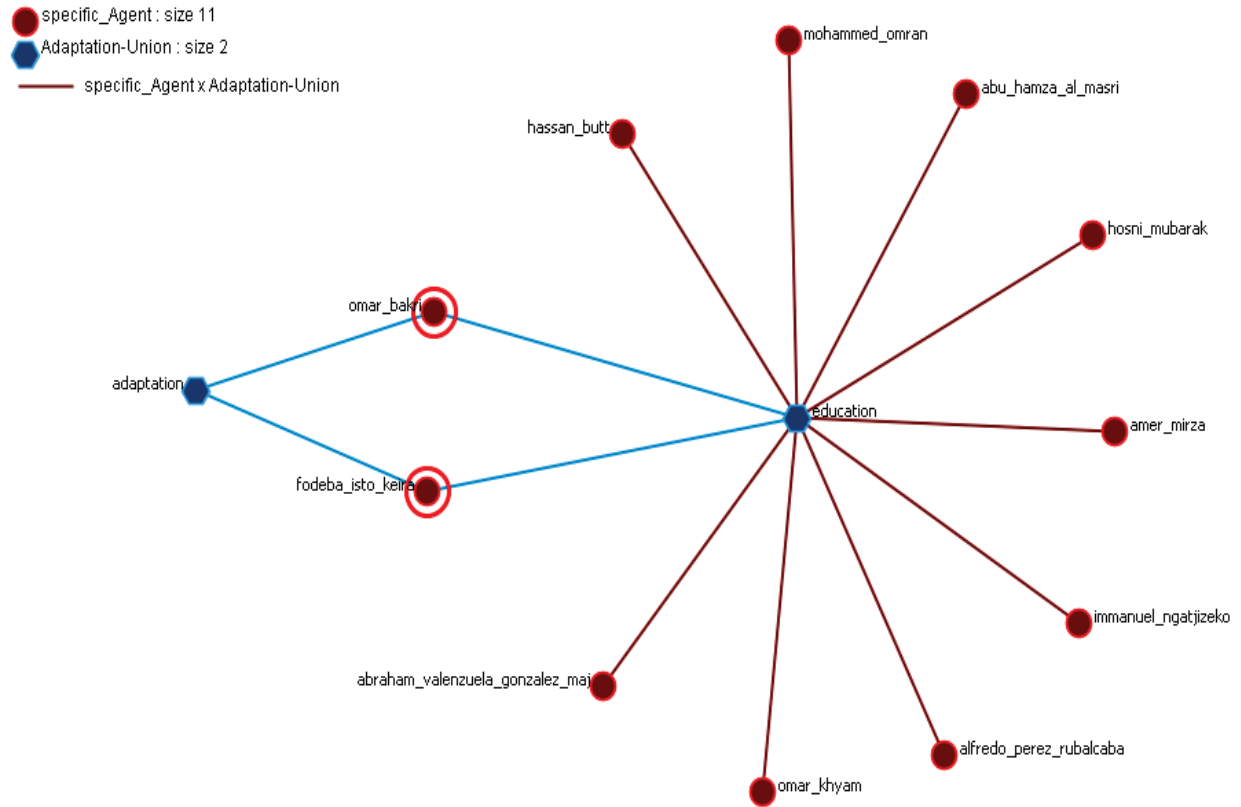 specific_Agent : size 11
Adaptation-Union : size 2
specific_Agent x Adaptation-Union
mohammed_omran
abu_hamza_al_masri
hassan_butt
hosni_mubarak
omar_bakri
adaptation
education
amer_mirza
fodeba_isto_keira
immanuel_ngatjizeko
abraham_valenzuela_gonzalez_maj
alfredo_perez_rubalcaba
omar_khyam